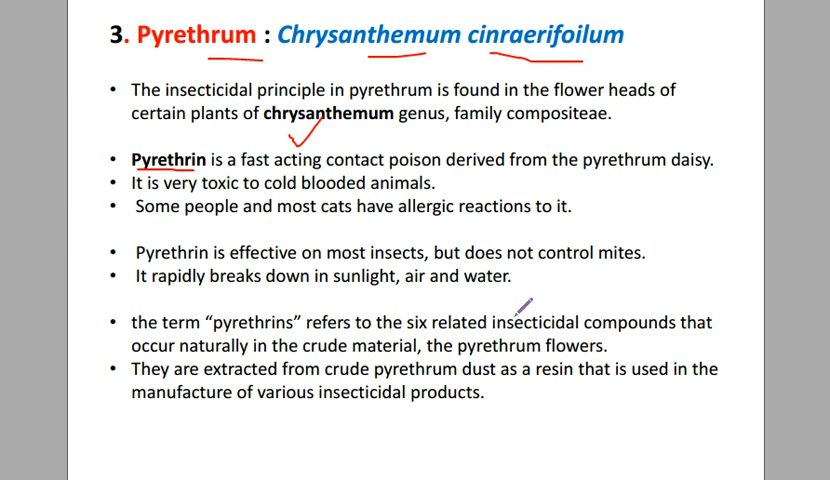 3. Pyrethrum : Chrysanthemum cinraerifoilum
• The insecticidal principle in pyrethrum is found in the flower heads of
certain plants of chrysanthemum genus, family compositeae.
• Pyrethrin is a fast acting contact poison derived from the pyrethrum daisy.
• It is very toxic to cold blooded animals.
• Some people and most cats have allergic reactions to it.
• Pyrethrin is effective on most insects, but does not control mites.
• It rapidly breaks down in sunlight, air and water.
• the term “pyrethrins” refers to the six related insecticidal compounds that
occur naturally in the crude material, the pyrethrum flowers.
• They are extracted from crude pyrethrum dust as a resin that is used in the
manufacture of various insecticidal products.